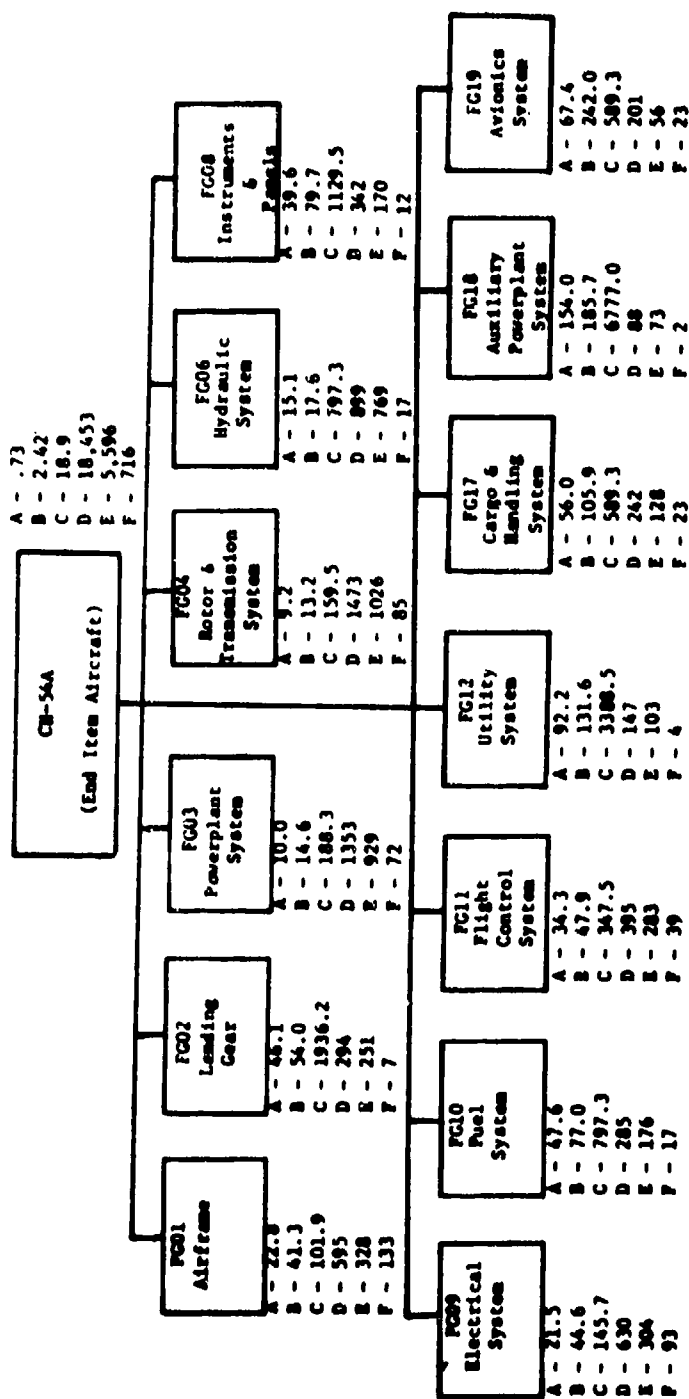 CH-54A
(End Item Aircraft)
A - .73
B - 2.42
C - 18.9
D - 18,453
E - 5,596
F - 716
FG01
Airframe
A - 22.8
B - 41.3
C - 101.9
D - 595
E - 328
F - 133
FG02
Landing
Gear
A - 46.1
B - 54.0
C - 1936.2
D - 294
E - 251
F - 7
FG03
Powerplant
System
A - 10.0
B - 14.6
C - 188.3
D - 1353
E - 929
F - 72
FG04
Rotor &
Transmission
System
A - 9.2
B - 13.2
C - 159.5
D - 1473
E - 1026
F - 85
FG06
Hydraulic
System
A - 15.1
B - 17.6
C - 797.3
D - 899
E - 769
F - 17
FG08
Instruments
&
Panels
A - 39.6
B - 79.7
C - 1129.5
D - 342
E - 170
F - 12
FG09
Electrical
System
A - 21.5
B - 44.6
C - 145.7
D - 630
E - 304
F - 93
FG10
Fuel
System
A - 47.6
B - 77.0
C - 797.3
D - 285
E - 176
F - 17
FG11
Flight
Control
System
A - 34.3
B - 47.9
C - 347.5
D - 395
E - 283
F - 39
FG12
Utility
System
A - 92.2
B - 131.6
C - 3388.5
D - 147
E - 103
F - 4
FG17
Cargo &
Handling
System
A - 56.0
B - 105.9
C - 589.3
D - 242
E - 128
F - 23
FG18
Auxiliary
Powerplant
System
A - 154.0
B - 185.7
C - 6777.0
D - 88
E - 73
F - 2
FG19
Avionics
System
A - 67.4
B - 242.0
C - 589.3
D - 201
E - 56
F - 23